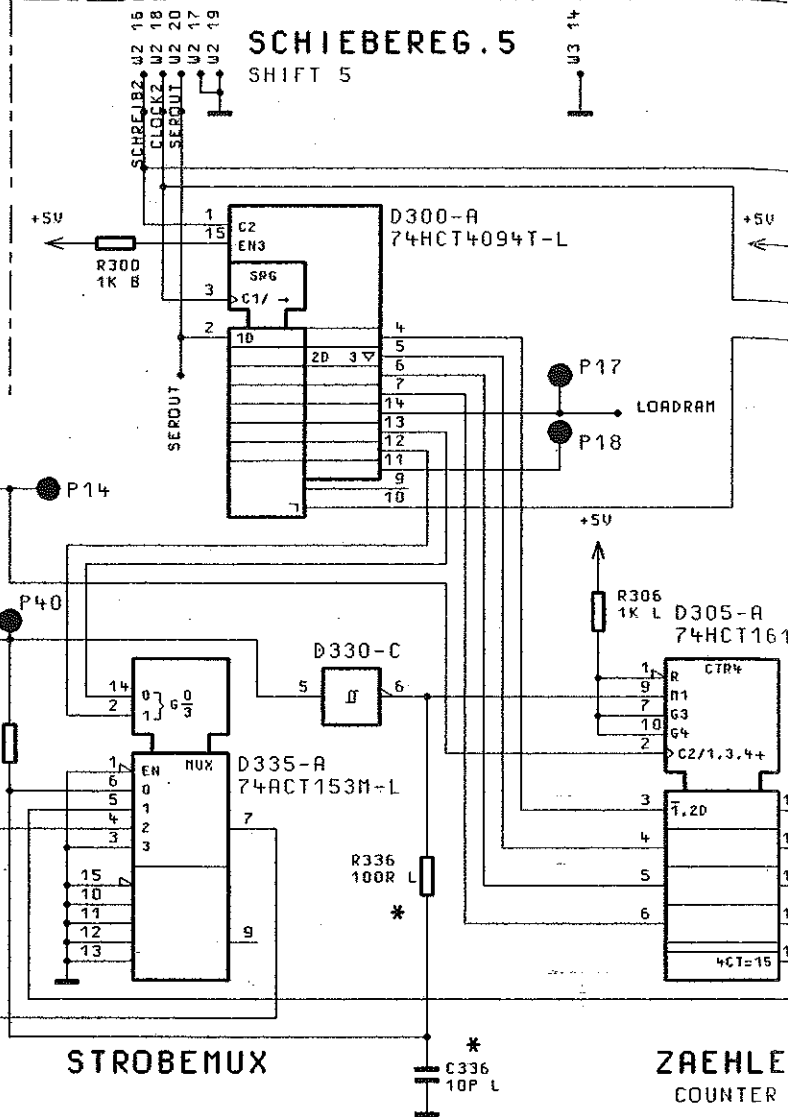 W2 16
W2 18
W2 20
W2 17
W2 19
SCHIEBEREG.5
SHIFT 5
W3 14
SCHREIB2
CLOCK2
SEROUT
+5V
R300
1K B
1
15
3
2
C2
EN3
SRG
C1/ →
1D
2D 3 ▽
D300-A
74HCT4094T-L
+5V
4
5
6
7
14
13
12
11
9
10
SEROUT
P17
LOADRAM
P18
P14
+5V
R306
1K L
D305-A
74HCT161
P40
D330-C
5
6
14
2
0
1
G 0/3
1
9
7
10
2
R
M1
G3
G4
C2/1,3,4+
CTR4
D335-A
74ACT153M-L
MUX
1
6
5
4
3
EN
0
1
2
3
7
15
10
11
12
13
9
R336
100R L
*
3
4
5
6
1,2D
4CT=15
STROBEMUX
*
C336
10P L
ZAEHLE
COUNTER